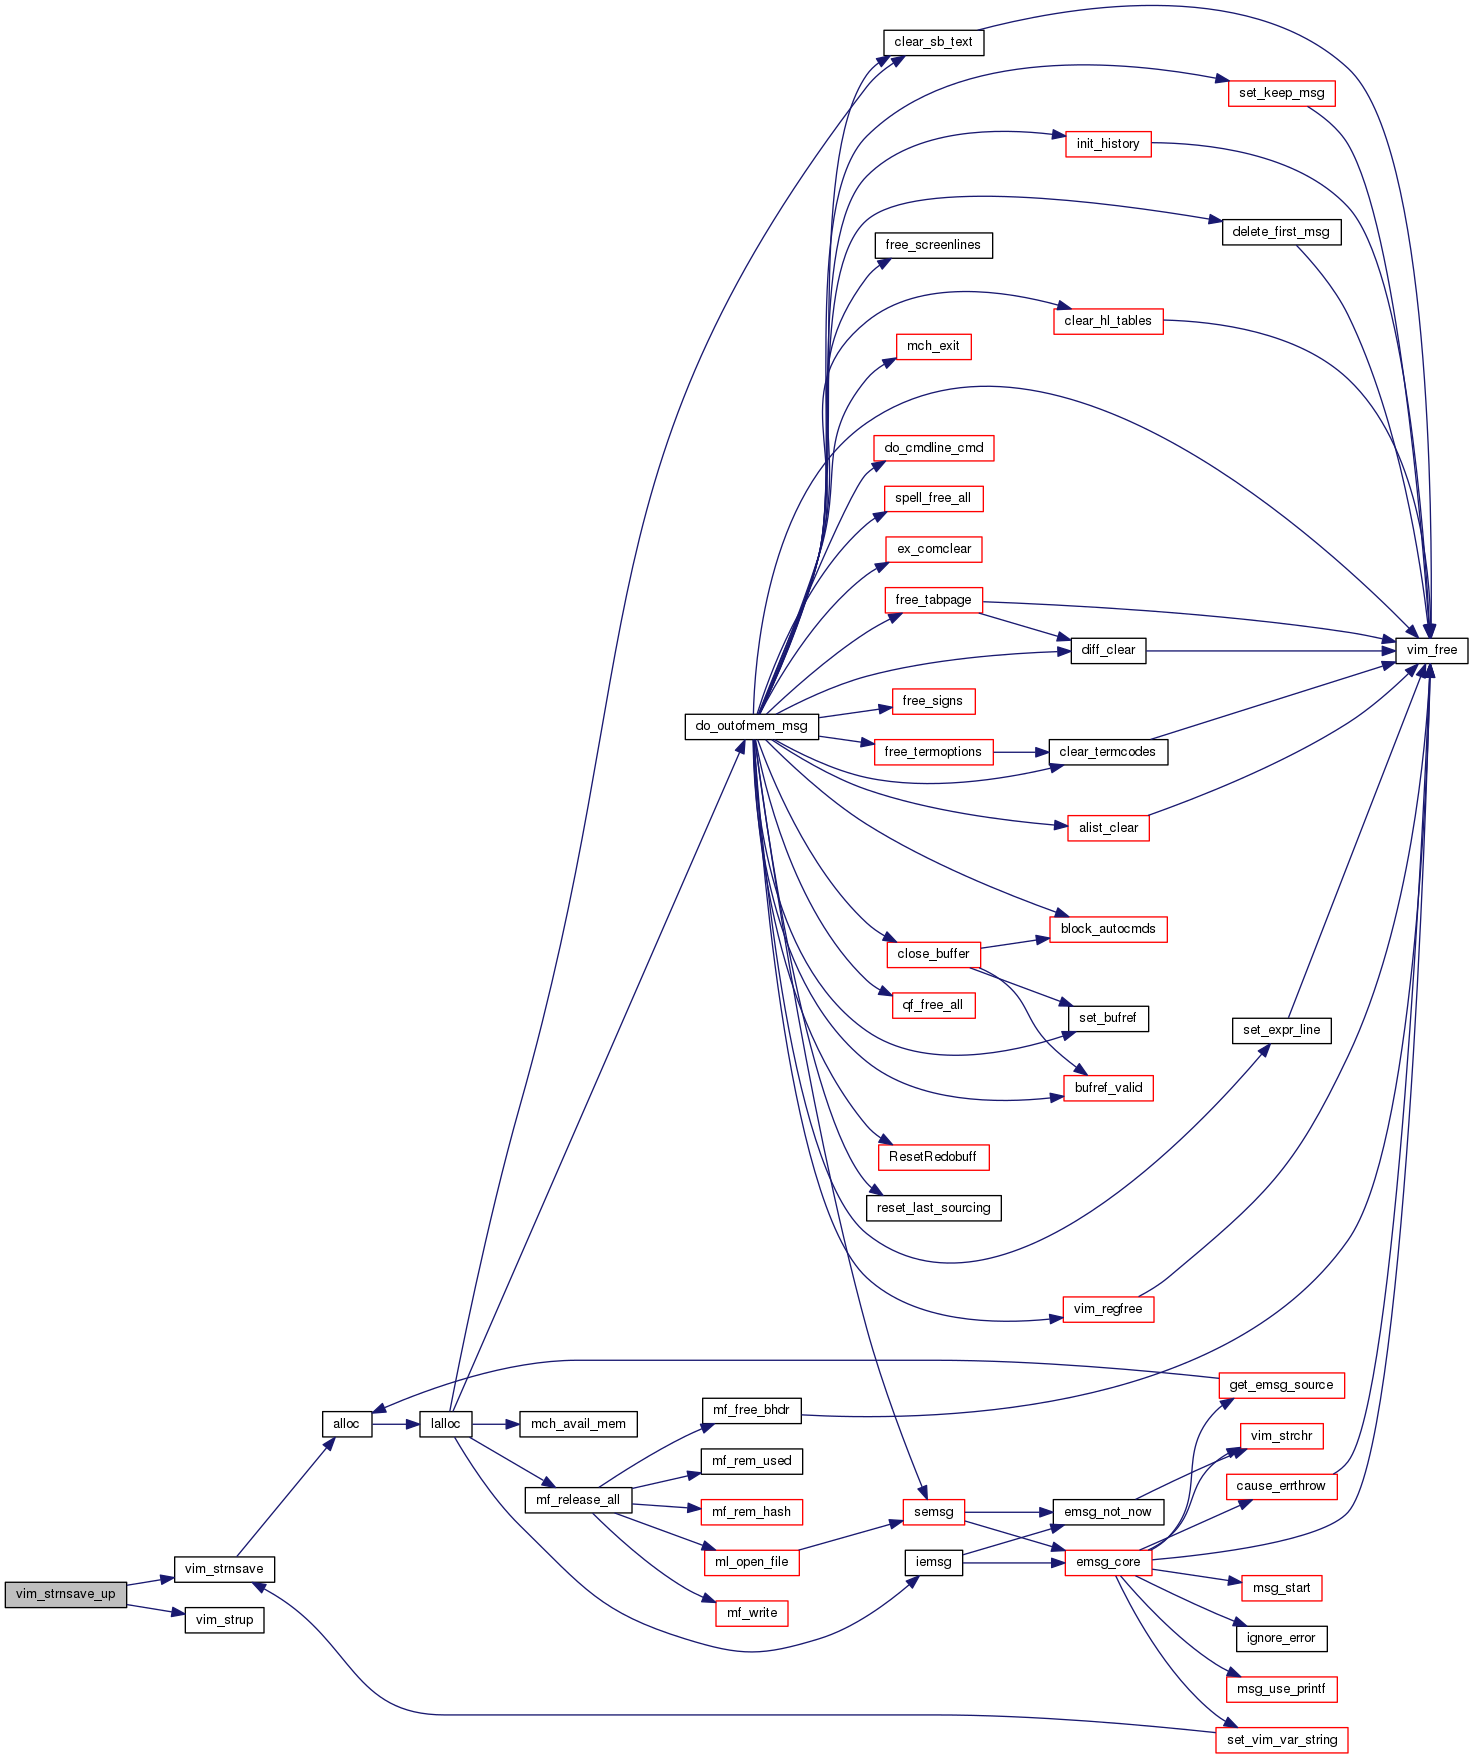 clear_sb_text
set_keep_msg
init_history
delete_first_msg
free_screenlines
clear_hl_tables
mch_exit
do_cmdline_cmd
spell_free_all
ex_comclear
free_tabpage
diff_clear
vim_free
free_signs
do_outofmem_msg
free_termoptions
clear_termcodes
alist_clear
block_autocmds
close_buffer
qf_free_all
set_bufref
set_expr_line
bufref_valid
ResetRedobuff
reset_last_sourcing
vim_regfree
get_emsg_source
mf_free_bhdr
alloc
lalloc
mch_avail_mem
vim_strchr
mf_rem_used
cause_errthrow
mf_release_all
mf_rem_hash
semsg
emsg_not_now
ml_open_file
iemsg
emsg_core
vim_strnsave
msg_start
vim_strnsave_up
mf_write
vim_strup
ignore_error
msg_use_printf
set_vim_var_string